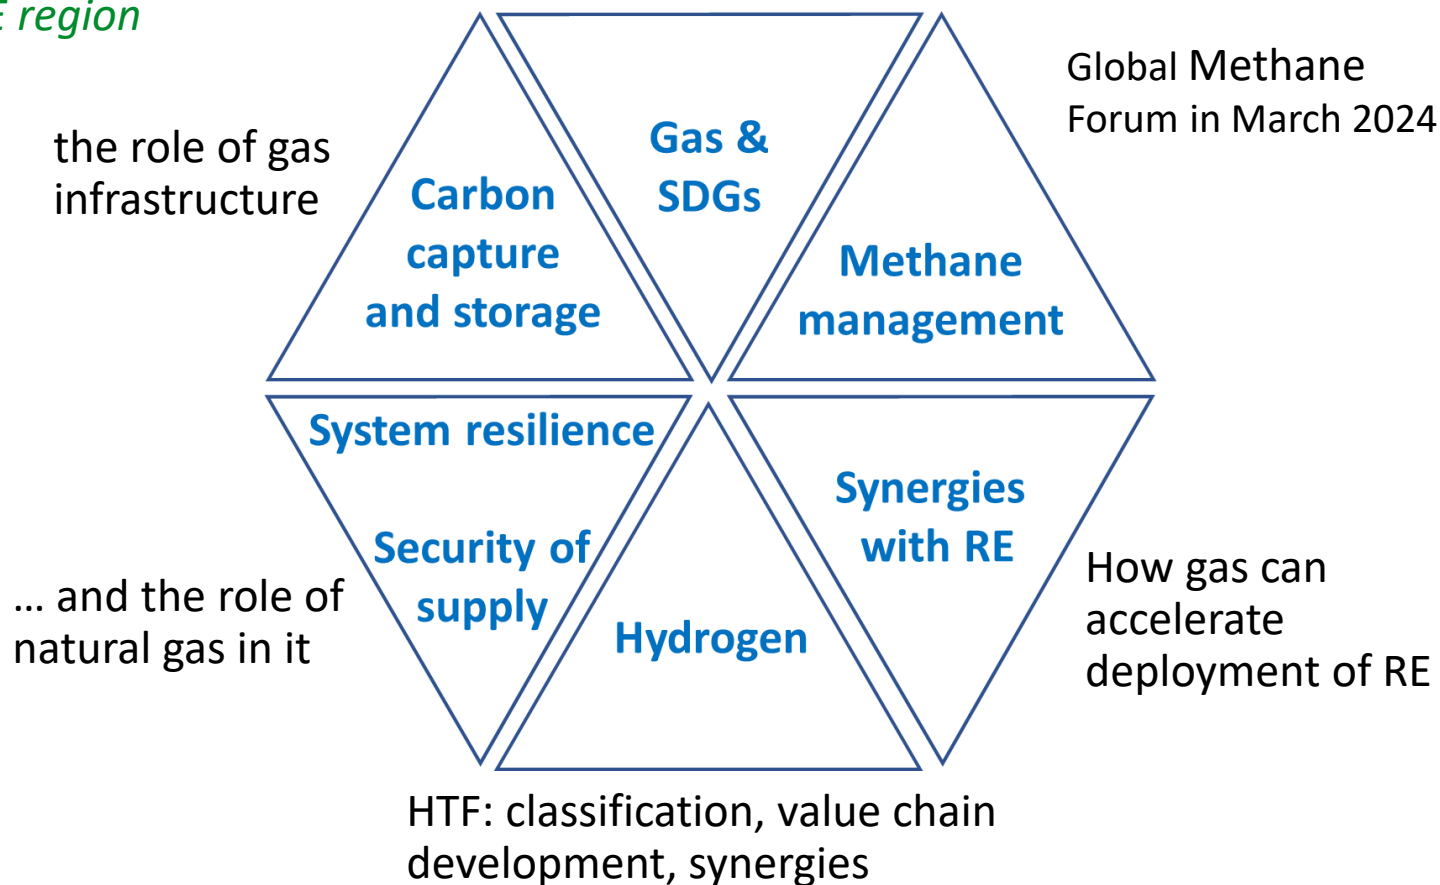 E region
the role of gas
infrastructure
Carbon
capture
and storage
Gas &
SDGs
Global Methane
Forum in March 2024
Methane
management
System resilience
Security of
supply
… and the role of
natural gas in it
Hydrogen
HTF: classification, value chain
development, synergies
Synergies
with RE
How gas can
accelerate
deployment of RE